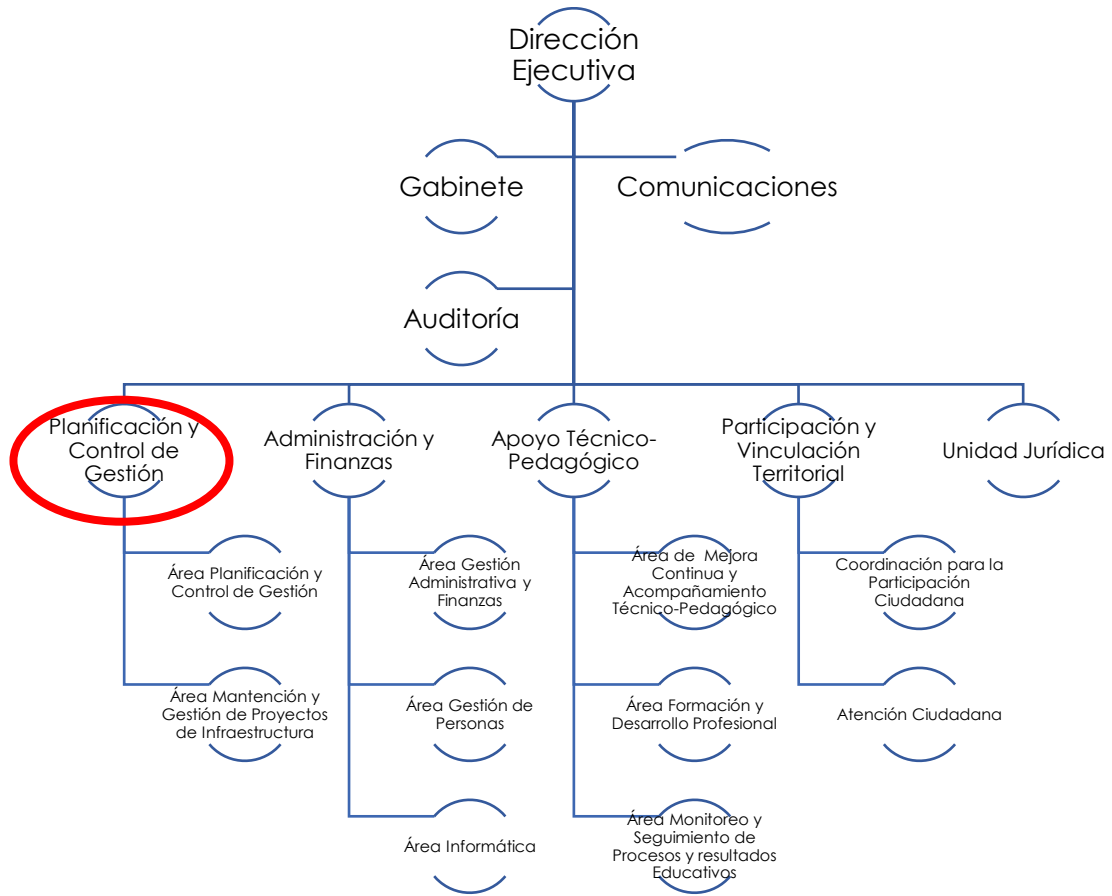 Dirección
Ejecutiva
Gabinete
Comunicaciones
Auditoría
Planificación y
Control de
Gestión
Administración y
Finanzas
Apoyo Técnico-
Pedagógico
Participación y
Vinculación
Territorial
Unidad Jurídica
Área Planificación y
Control de Gestión
Área Mantención y
Gestión de Proyectos
de Infraestructura
Área Gestión
Administrativa y
Finanzas
Área Gestión de
Personas
Área Informática
Área de Mejora
Continua y
Acompañamiento
Técnico-Pedagógico
Área Formación y
Desarrollo Profesional
Área Monitoreo y
Seguimiento de
Procesos y resultados
Educativos
Coordinación para la
Participación
Ciudadana
Atención Ciudadana